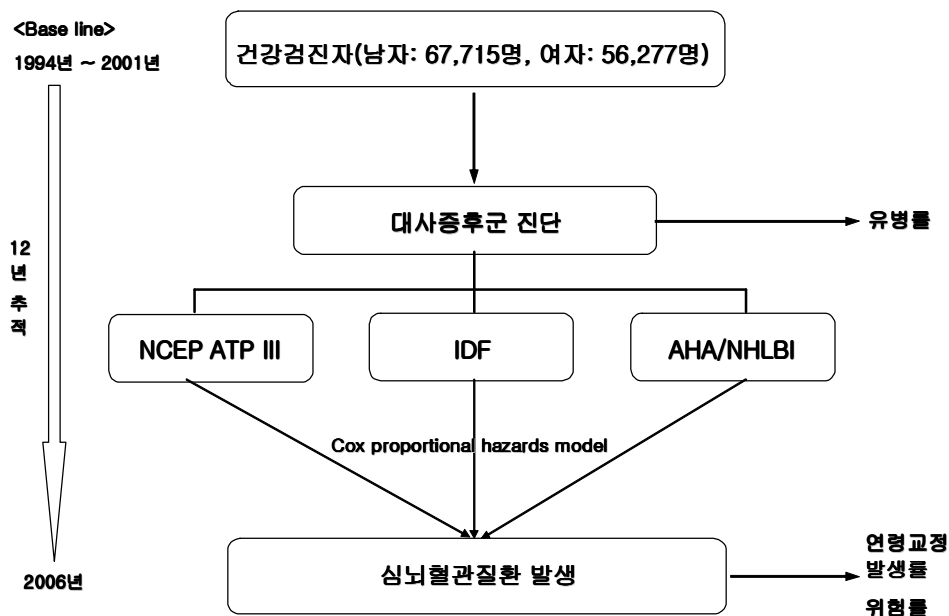 <Base line>
1994년 ~ 2001년
건강검진자(남자: 67,715명, 여자: 56,277명)
대사증후군 진단
유병률
12
년
추
적
NCEP ATP III
IDF
AHA/NHLBI
Cox proportional hazards model
심뇌혈관질환 발생
연령교정
발생률
위험률
2006년